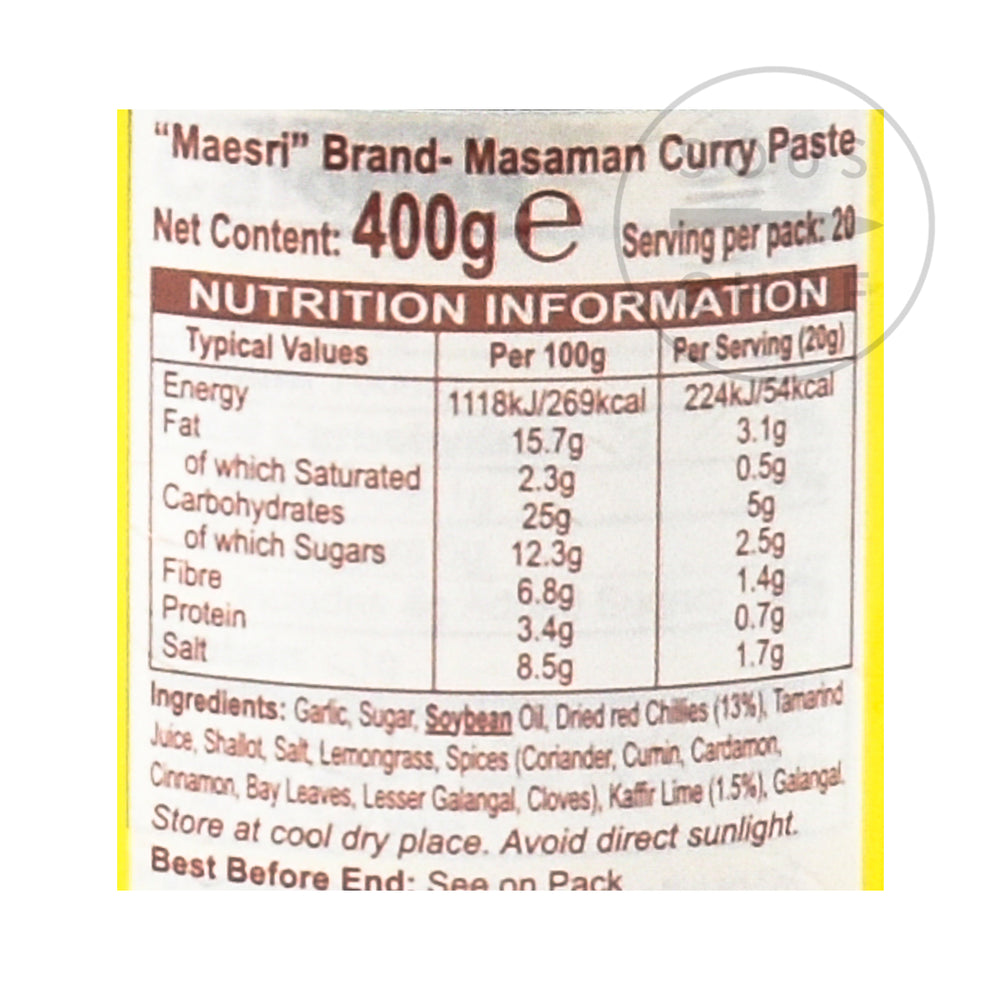 "Maesri" Brand- Masaman Curry Paste
Net Content: 400g e Serving per pack: 20
NUTRITION INFORMATION
Typical Values Per 100g Per Serving (20g)
Energy 1118kJ/269kcal 224kJ/54kcal
Fat 15.7g 3.1g
of which Saturated 2.3g 0.5g
Carbohydrates 25g 5g
of which Sugars 12.3g 2.5g
Fibre 6.8g 1.4g
Protein 3.4g 0.7g
Salt 8.5g 1.7g
Ingredients: Garlic, Sugar, Soybean Oil, Dried red Chillies (13%), Tamarind
Juice, Shallot, Salt, Lemongrass, Spices (Coriander, Cumin, Cardamon,
Cinnamon, Bay Leaves, Lesser Galangal, Cloves), Kaffir Lime (1.5%), Galangal.
Store at cool dry place. Avoid direct sunlight.
Best Before End: See on Pack